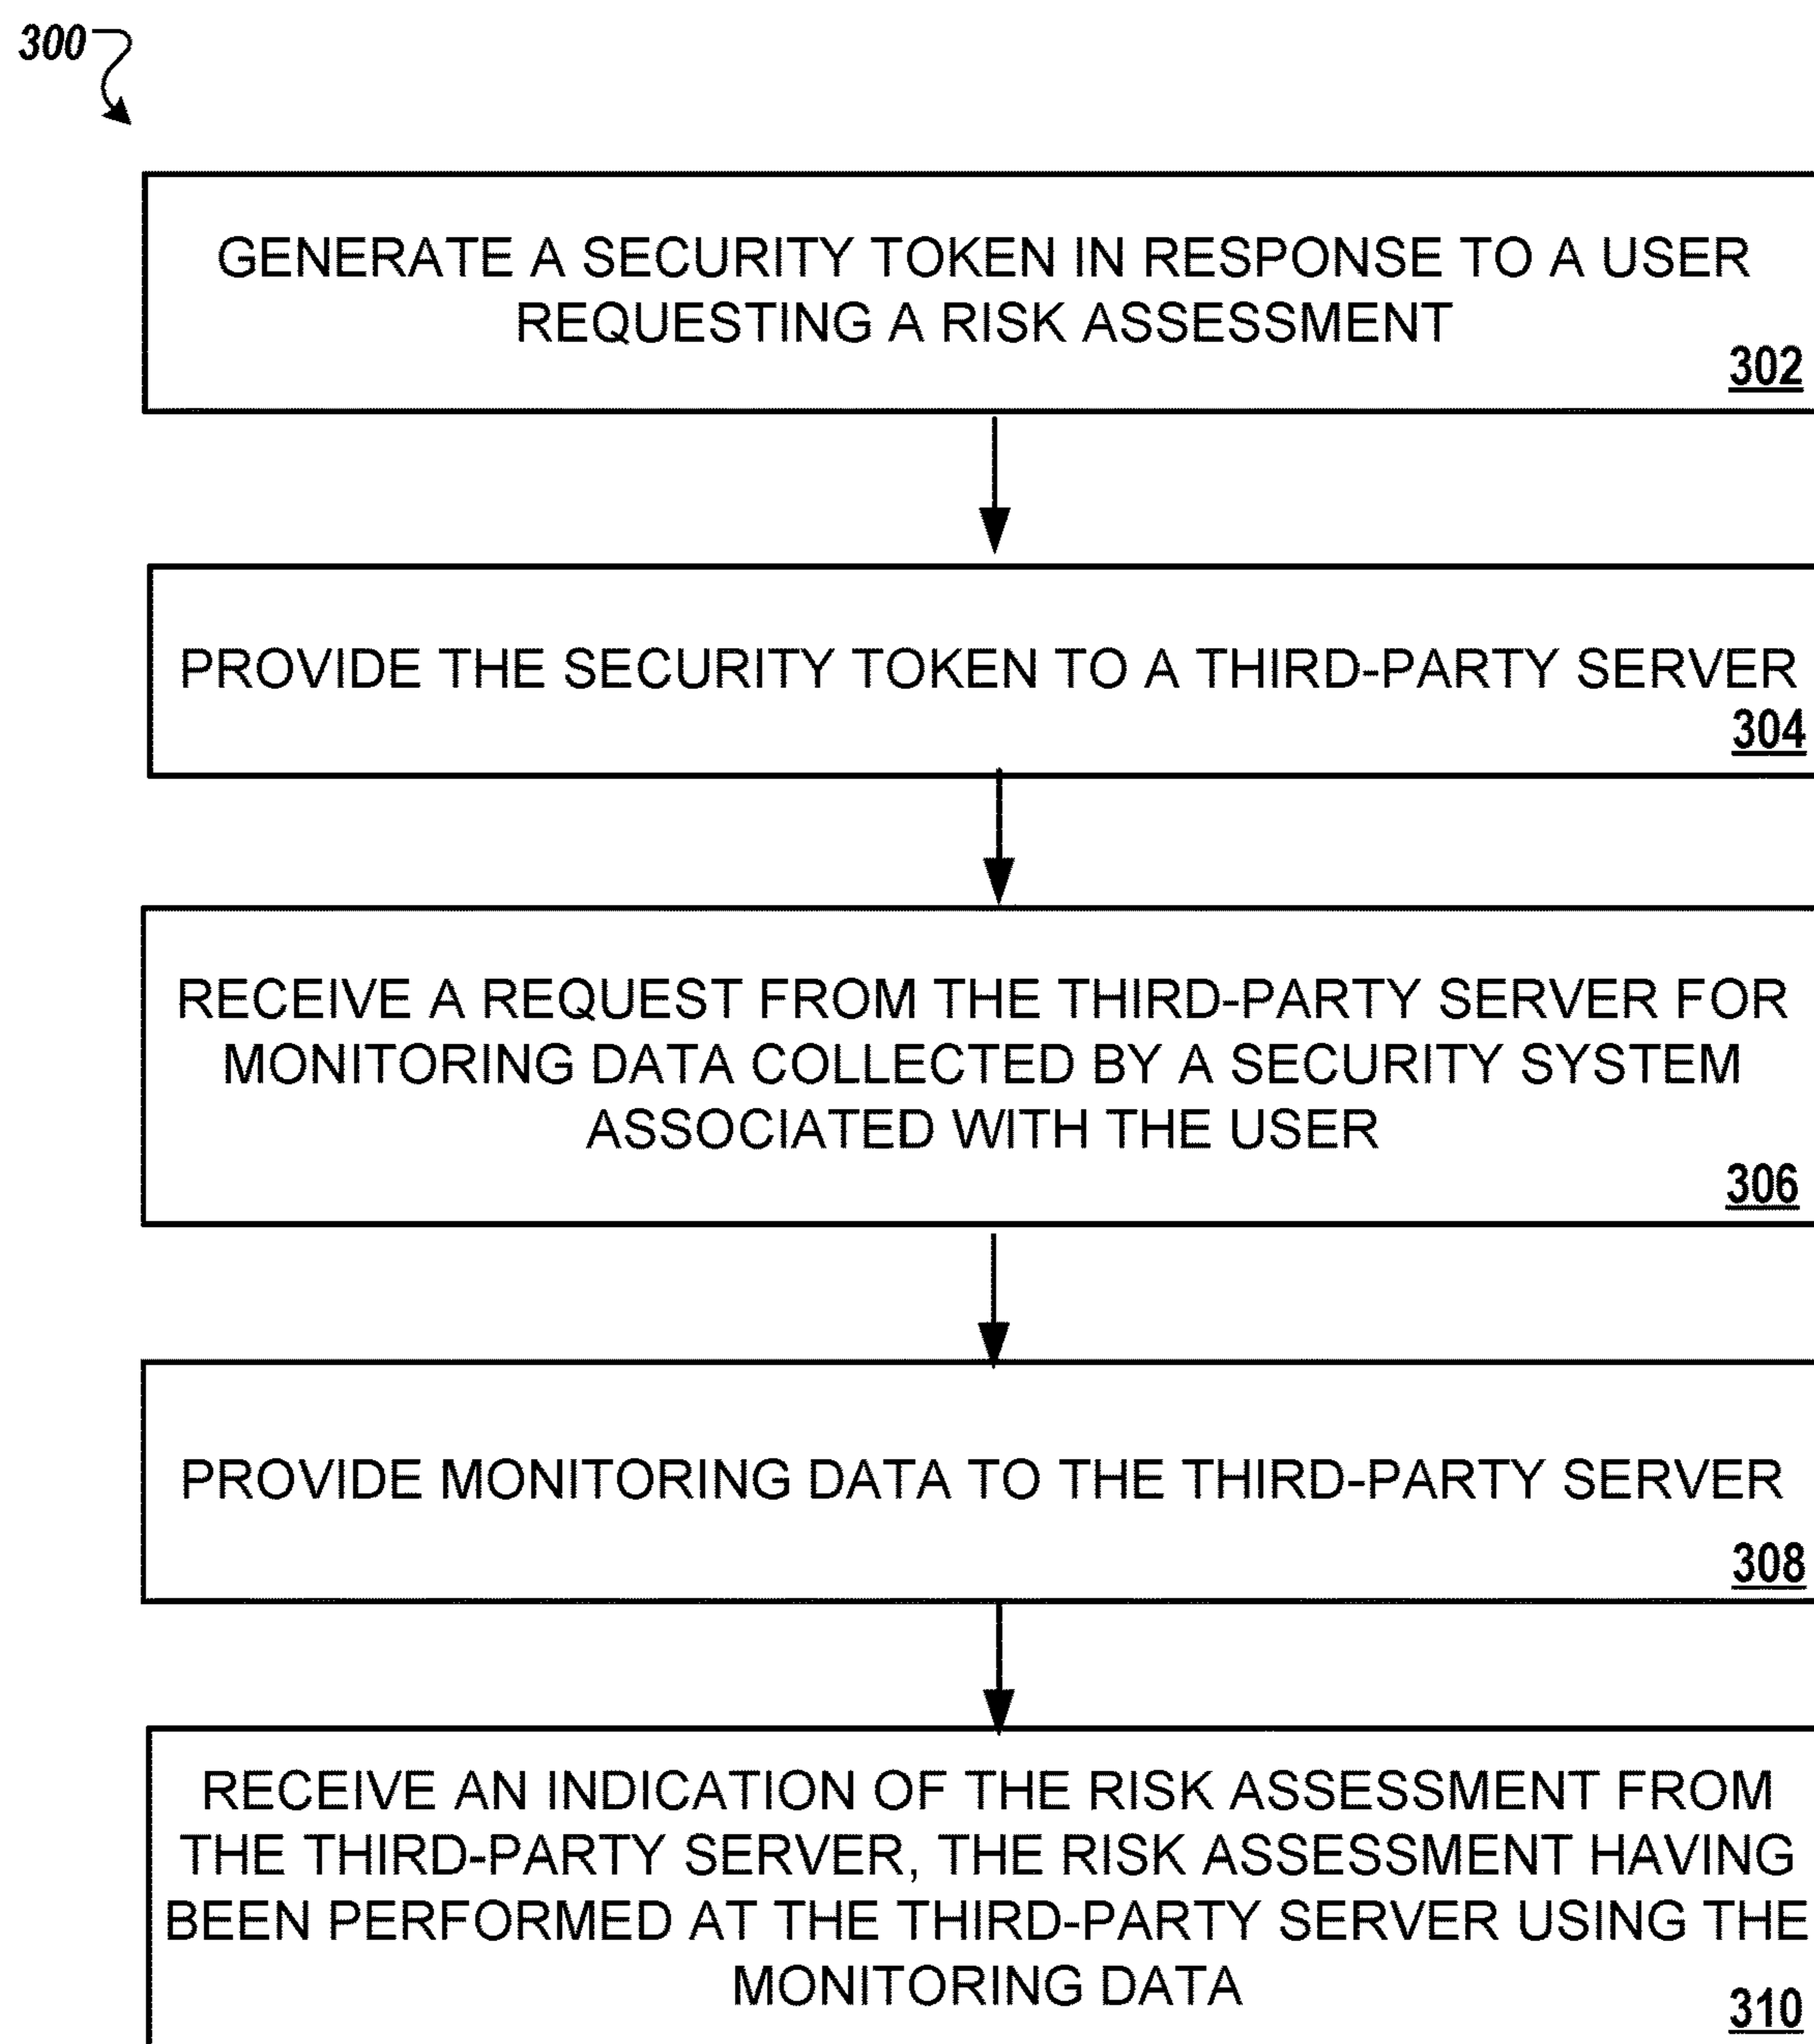 300
GENERATE A SECURITY TOKEN IN RESPONSE TO A USER
REQUESTING A RISK ASSESSMENT
302
PROVIDE THE SECURITY TOKEN TO A THIRD-PARTY SERVER
304
RECEIVE A REQUEST FROM THE THIRD-PARTY SERVER FOR
MONITORING DATA COLLECTED BY A SECURITY SYSTEM
ASSOCIATED WITH THE USER
306
PROVIDE MONITORING DATA TO THE THIRD-PARTY SERVER
308
RECEIVE AN INDICATION OF THE RISK ASSESSMENT FROM
THE THIRD-PARTY SERVER, THE RISK ASSESSMENT HAVING
BEEN PERFORMED AT THE THIRD-PARTY SERVER USING THE
MONITORING DATA
310